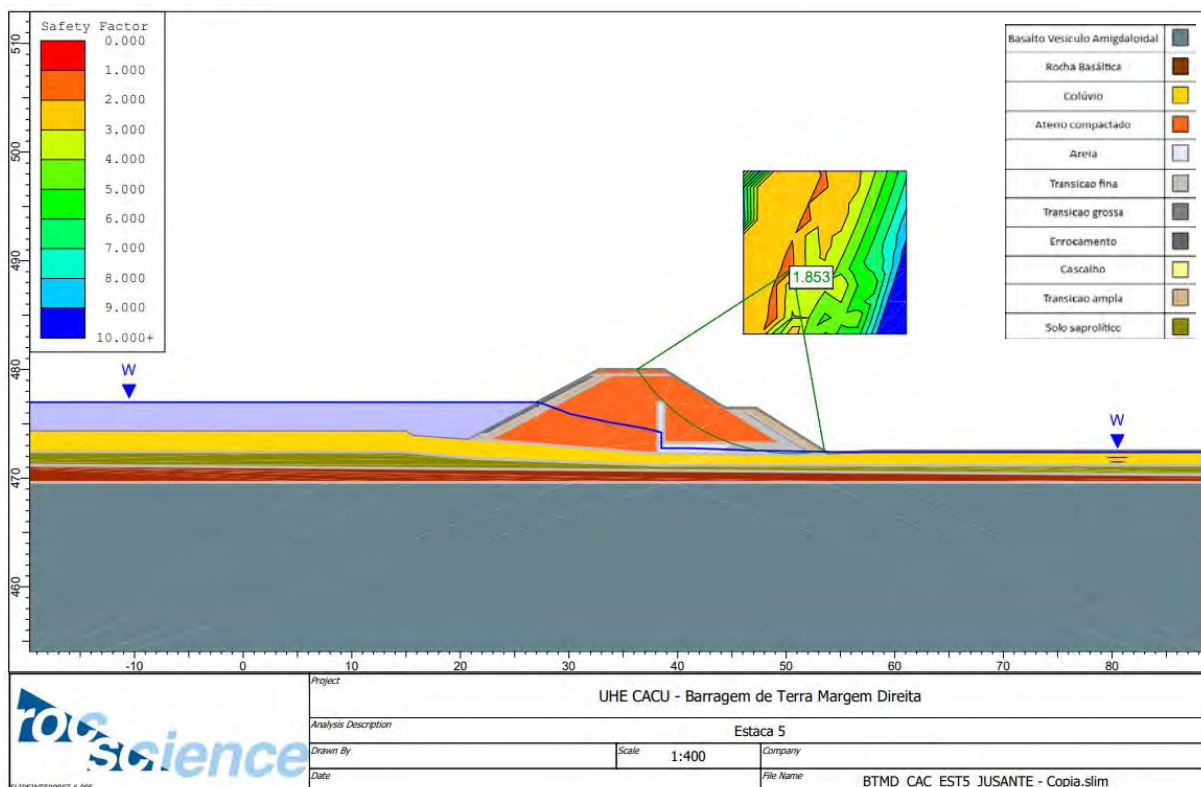 Safety Factor
0.000
1.000
2.000
3.000
4.000
5.000
6.000
7.000
8.000
9.000
10.000+
Basalto Vesículo Amigdaloidal
Rocha Basáltica
Colúvio
Aterro compactado
Areia
Transicao fina
Transicao grossa
Enrocamento
Cascalho
Transicao ampla
Solo saprolítico
510
500
490
480
470
460
1.853
W
W
-10
0
10
20
30
40
50
60
70
80
rocscience
Project
UHE CACU - Barragem de Terra Margem Direita
Analysis Description
Estaca 5
Drawn By
Scale
1:400
Company
Date
File Name
BTMD_CAC_EST5_JUSANTE - Copia.slim